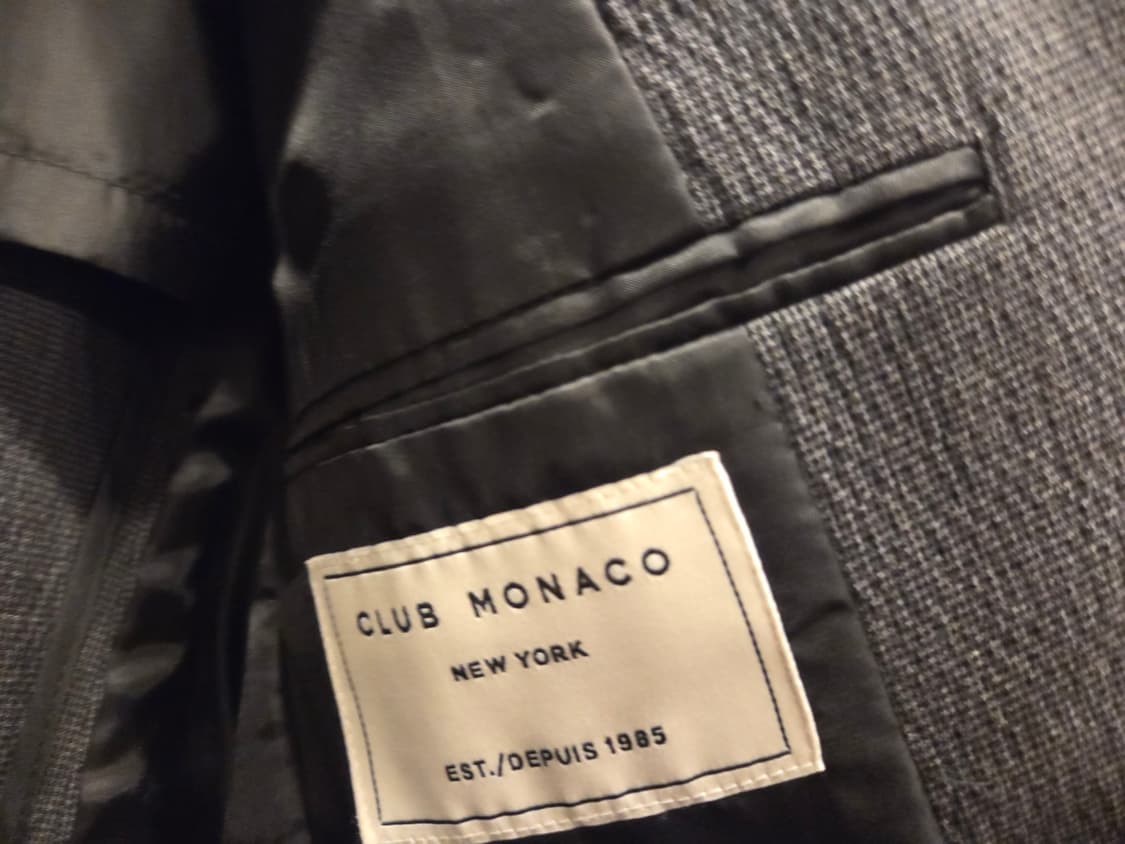 CLUB MONACO
NEW YORK
EST./DEPUIS 1985